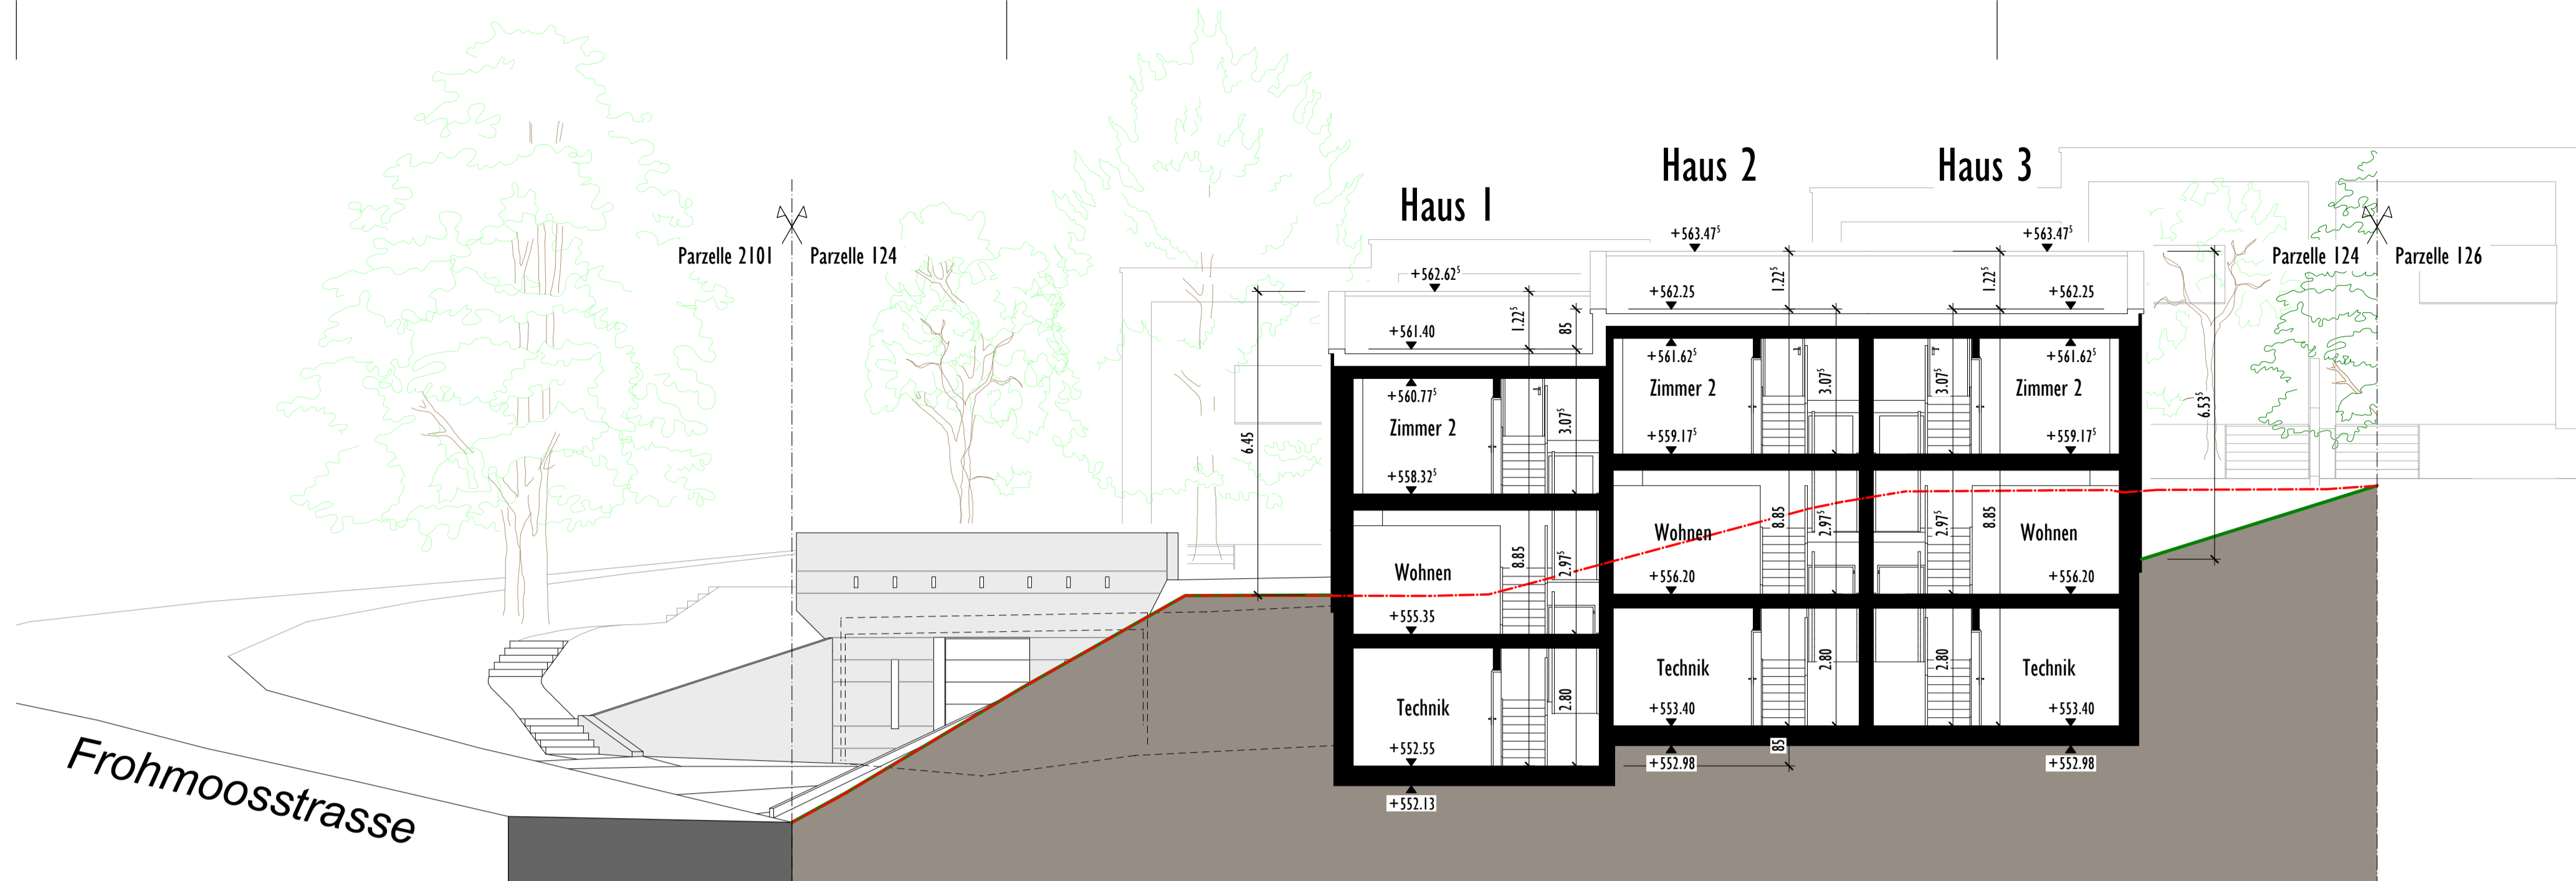 Haus 1
Haus 2
Haus 3
Parzelle 2101
Parzelle 124
Parzelle 124
Parzelle 126
+562.62⁵
+563.47⁵
+563.47⁵
1.22⁵
85
1.22⁵
1.22⁵
+561.40
+562.25
+562.25
6.45
6.53⁵
+560.77⁵
Zimmer 2
+558.32⁵
3.07⁵
+561.62⁵
Zimmer 2
+559.17⁵
3.07⁵
3.07⁵
+561.62⁵
Zimmer 2
+559.17⁵
Wohnen
+555.35
8.85
2.97⁵
Wohnen
+556.20
8.85
2.97⁵
2.97⁵
8.85
Wohnen
+556.20
Technik
+552.55
2.80
Technik
+553.40
2.80
2.80
Technik
+553.40
+552.13
+552.98
85
+552.98
Frohmoosstrasse